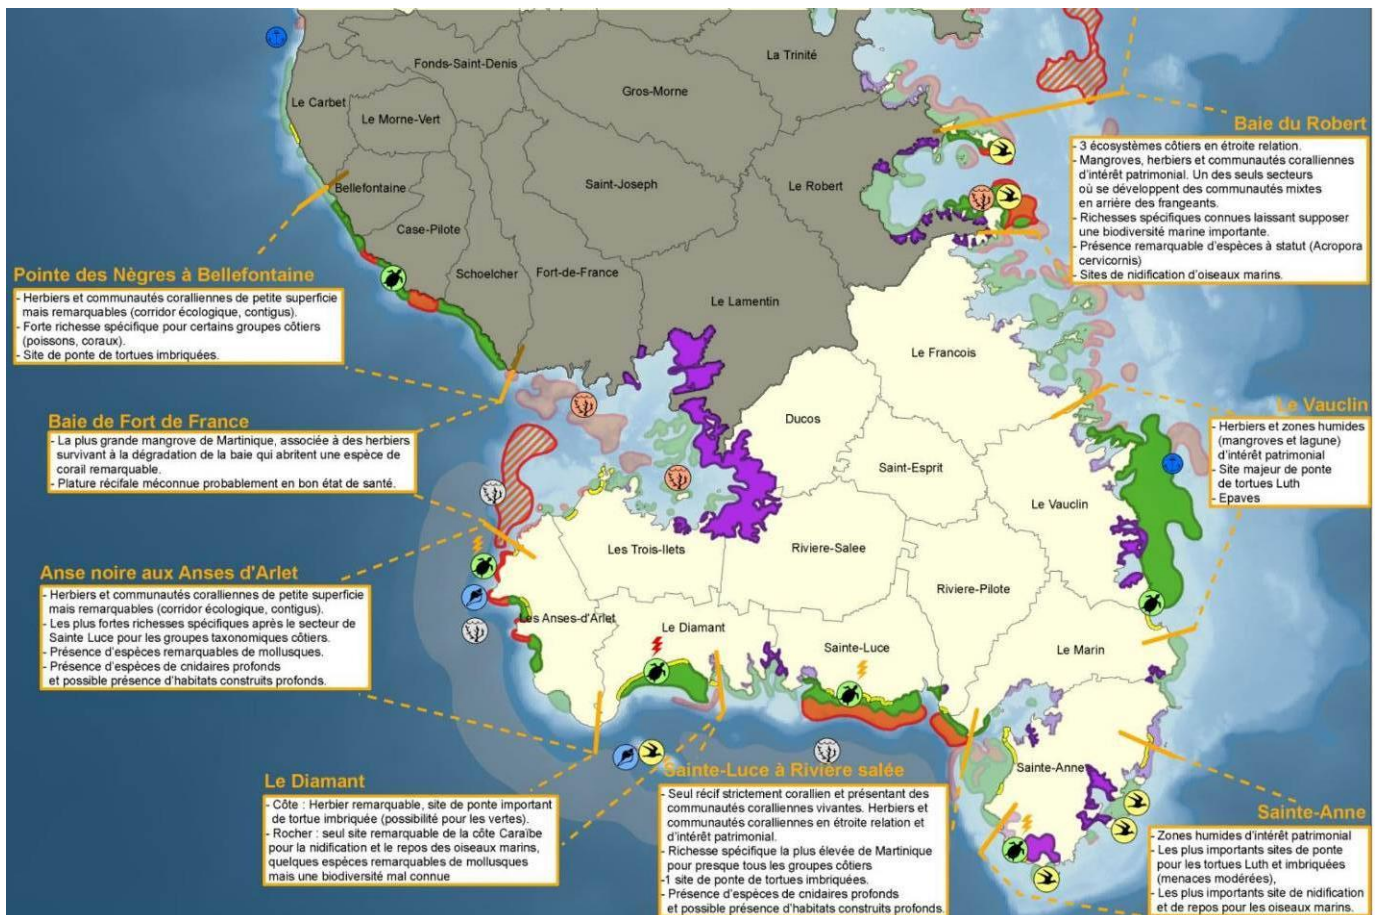 La Trinité
Fonds-Saint-Denis
Gros-Morne
Le Carbet
Le Morne-Vert
Baie du Robert
- 3 écosystèmes côtiers en étroite relation.
- Mangroves, herbiers et communautés coralliennes
d'intérêt patrimonial. Un des seuls secteurs
où se développent des communautés mixtes
en arrière des frangeants.
- Richesses spécifiques connues laissant supposer
une biodiversité marine importante.
- Présence remarquable d'espèces à statut (Acropora
cervicornis)
- Sites de nidification d'oiseaux marins.
Bellefontaine
Saint-Joseph
Le Robert
Case-Pilote
Schoelcher
Fort-de-France
Le Lamentin
Pointe des Nègres à Bellefontaine
- Herbiers et communautés coralliennes de petite superficie
mais remarquables (corridor écologique, contigus).
- Forte richesse spécifique pour certains groupes côtiers
(poissons, coraux).
- Site de ponte de tortues imbriquées.
Le Francois
Ducos
Baie de Fort de France
- La plus grande mangrove de Martinique, associée à des herbiers
survivant à la dégradation de la baie qui abritent une espèce de
corail remarquable.
- Plature récifale méconnue probablement en bon état de santé.
Le Vauclin
- Herbiers et zones humides
(mangroves et lagune)
d'intérêt patrimonial
- Site majeur de ponte
de tortues Luth
- Epaves
Saint-Esprit
Le Vauclin
Les Trois-Ilets
Riviere-Salee
Riviere-Pilote
Anse noire aux Anses d'Arlet
- Herbiers et communautés coralliennes de petite superficie
mais remarquables (corridor écologique, contigus).
- Les plus fortes richesses spécifiques après le secteur de
Sainte Luce pour les groupes taxonomiques côtiers.
- Présence d'espèces remarquables de mollusques.
- Présence d'espèces de cnidaires profonds
et possible présence d'habitats construits profonds.
Les Anses-d'Arlet
Le Diamant
Sainte-Luce
Le Marin
Sainte-Anne
Le Diamant
- Côte : Herbier remarquable, site de ponte important
de tortue imbriquée (possibilité pour les vertes).
- Rocher : seul site remarquable de la côte Caraïbe
pour la nidification et le repos des oiseaux marins,
quelques espèces remarquables de mollusques
mais une biodiversité mal connue
Sainte-Luce à Rivière salée
- Seul récif strictement corallien et présentant des
communautés coralliennes vivantes. Herbiers et
communautés coralliennes en étroite relation et
d'intérêt patrimonial.
- Richesse spécifique la plus élevée de Martinique
pour presque tous les groupes côtiers
-1 site de ponte de tortues imbriquées.
- Présence d'espèces de cnidaires profonds
et possible présence d'habitats construits profonds.
Sainte-Anne
- Zones humides d'intérêt patrimonial
- Les plus importants sites de ponte
pour les tortues Luth et imbriquées
(menaces modérées),
- Les plus importants site de nidification
et de repos pour les oiseaux marins.